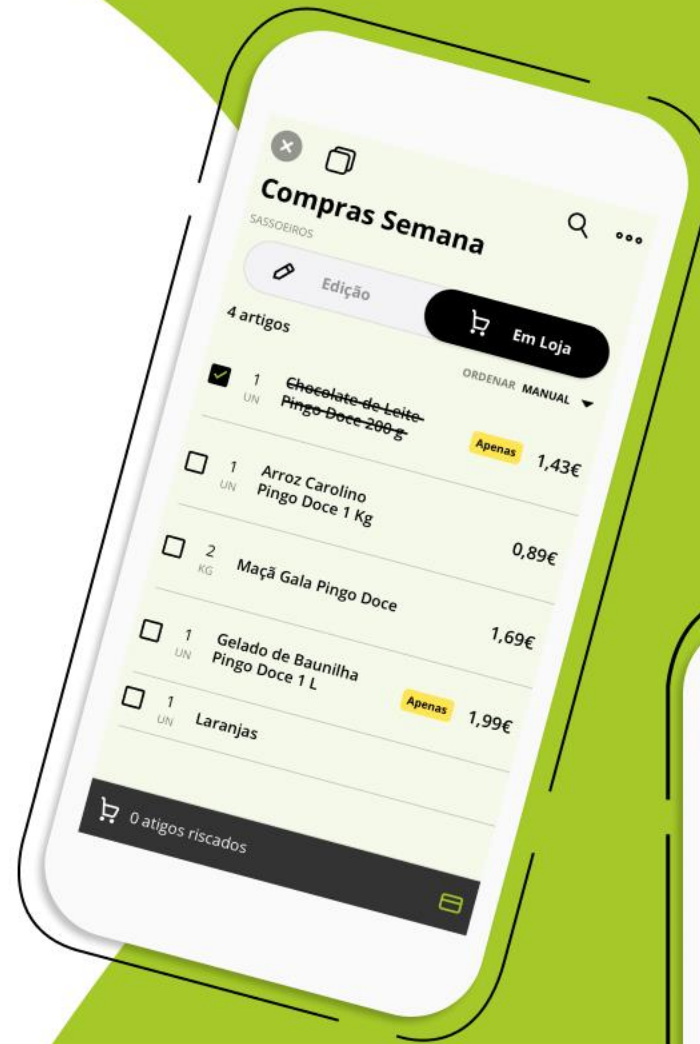 Compras Semana
SASSOEIROS
Edição
Em Loja
4 artigos
ORDENAR MANUAL
1 UN
Chocolate de Leite
Pingo Doce 200 g
Apenas 1,43€
1 UN
Arroz Carolino
Pingo Doce 1 Kg
0,89€
2 KG
Maçã Gala Pingo Doce
1,69€
1 UN
Gelado de Baunilha
Pingo Doce 1 L
Apenas 1,99€
1 UN
Laranjas
0 atigos riscados